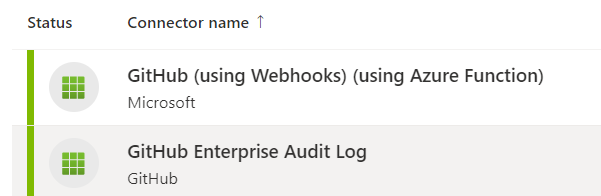 Status Connector name ↑
GitHub (using Webhooks) (using Azure Function)
Microsoft
GitHub Enterprise Audit Log
GitHub